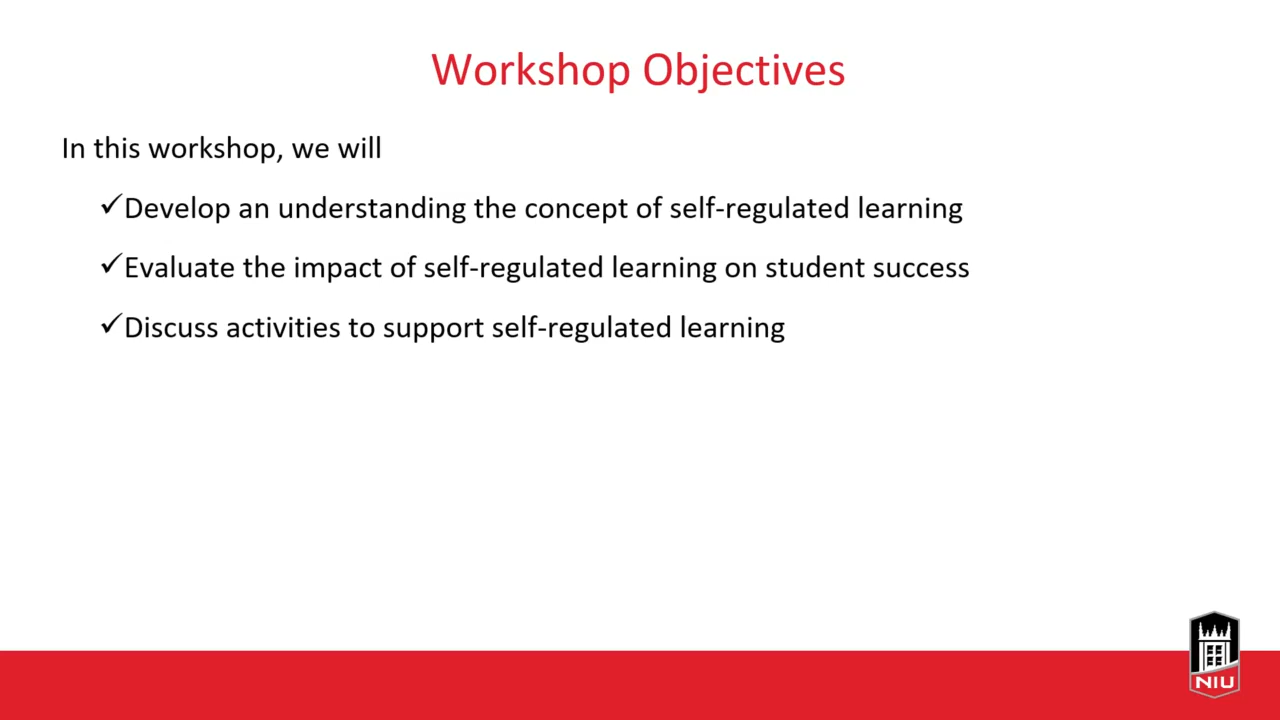 Workshop Objectives
In this workshop, we will
✓Develop an understanding the concept of self-regulated learning
✓Evaluate the impact of self-regulated learning on student success
✓Discuss activities to support self-regulated learning
NIU